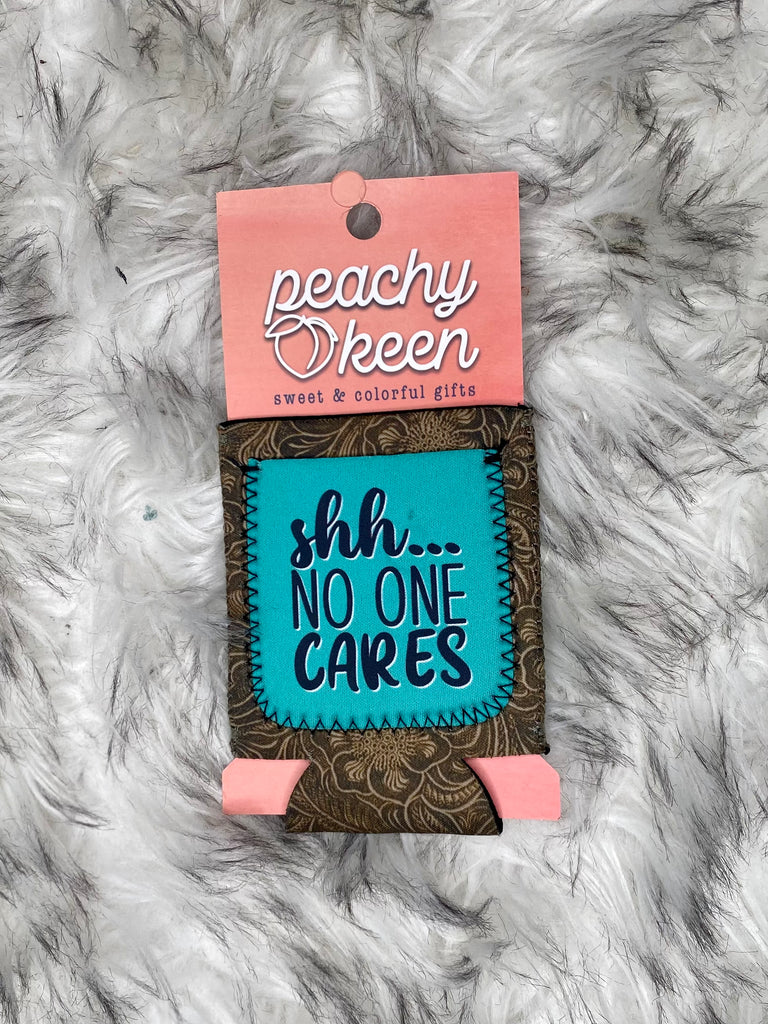 peachy
keen
sweet & colorful gifts
shh...
NO ONE
CARES